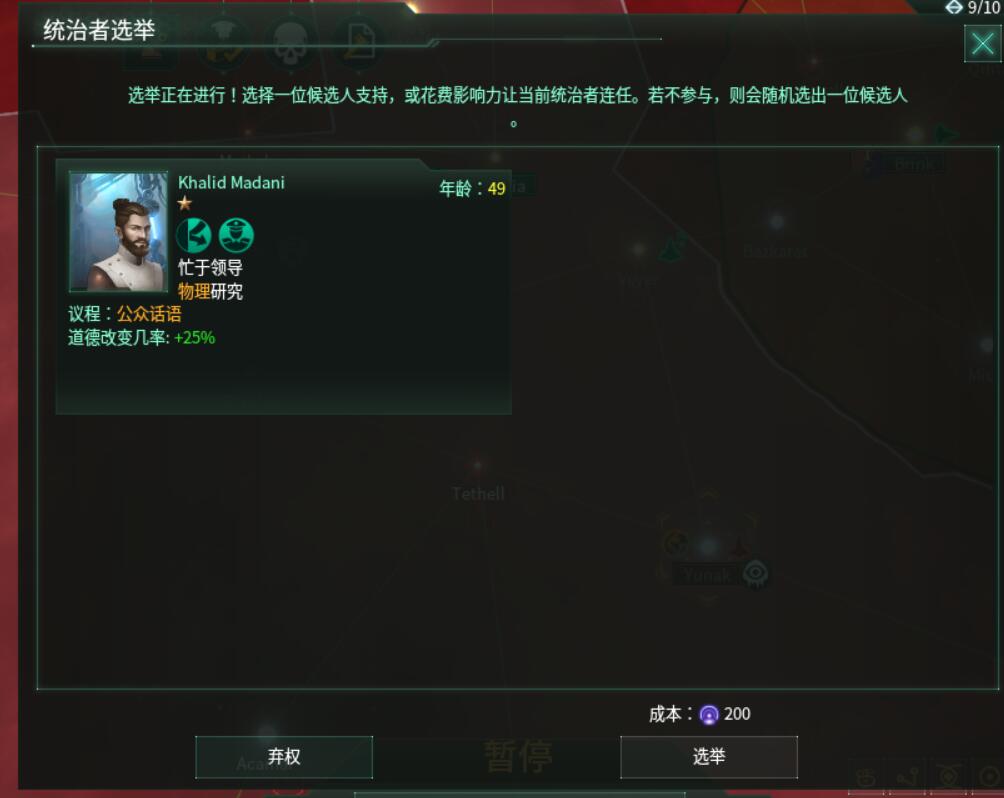 9/10
统治者选举
选举正在进行！选择一位候选人支持，或花费影响力让当前统治者连任。若不参与，则会随机选出一位候选人
。
Brink
Khalid Madani
年龄：49
Bazkaras
忙于领导
物理研究
议程：公众话语
道德改变几率: +25%
Tethell
Yunak
成本： 200
弃权
暂停
选举